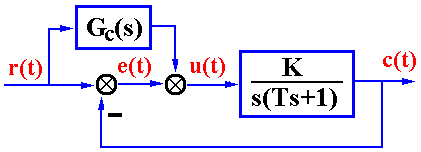 Gc(s)
r(t) e(t) u(t) K c(t)
s(Ts+1)
−